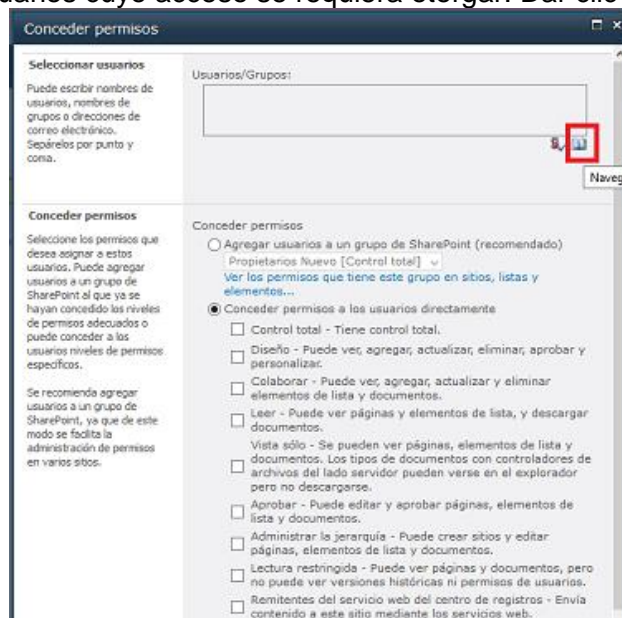 cuyo acceso se requiera otorgar. Dar
Conceder permisos
Seleccionar usuarios
Puede escribir nombres de
usuarios, nombres de
grupos o direcciones de
correo electrónico.
Sepárelos por punto y
coma.
Usuarios/Grupos:
Conceder permisos
Seleccione los permisos que
desea asignar a estos
usuarios. Puede agregar
usuarios a un grupo de
SharePoint al que ya se
hayan concedido los niveles
de permisos adecuados o
puede conceder a los
usuarios niveles de permisos
específicos.
Se recomienda agregar
usuarios a un grupo de
SharePoint, ya que de este
modo se facilita la
administración de permisos
en varios sitios.
Conceder permisos
Agregar usuarios a un grupo de SharePoint (recomendado)
Propietarios Nuevo [Control total]
Ver los permisos que tiene este grupo en sitios, listas y
elementos...
Conceder permisos a los usuarios directamente
Control total - Tiene control total.
Diseño - Puede ver, agregar, actualizar, eliminar, aprobar y
personalizar.
Colaborar - Puede ver, agregar, actualizar y eliminar
elementos de lista y documentos.
Leer - Puede ver páginas y elementos de lista, y descargar
documentos.
Vista sólo - Se pueden ver páginas, elementos de lista y
documentos. Los tipos de documentos con controladores de
archivos del lado servidor pueden verse en el explorador
pero no descargarse.
Aprobar - Puede editar y aprobar páginas, elementos de
lista y documentos.
Administrar la jerarquía - Puede crear sitios y editar
páginas, elementos de lista y documentos.
Lectura restringida - Puede ver páginas y documentos, pero
no puede ver versiones históricas ni permisos de usuarios.
Remitentes del servicio web del centro de registros - Envía
contenido a este sitio mediante los servicios web.